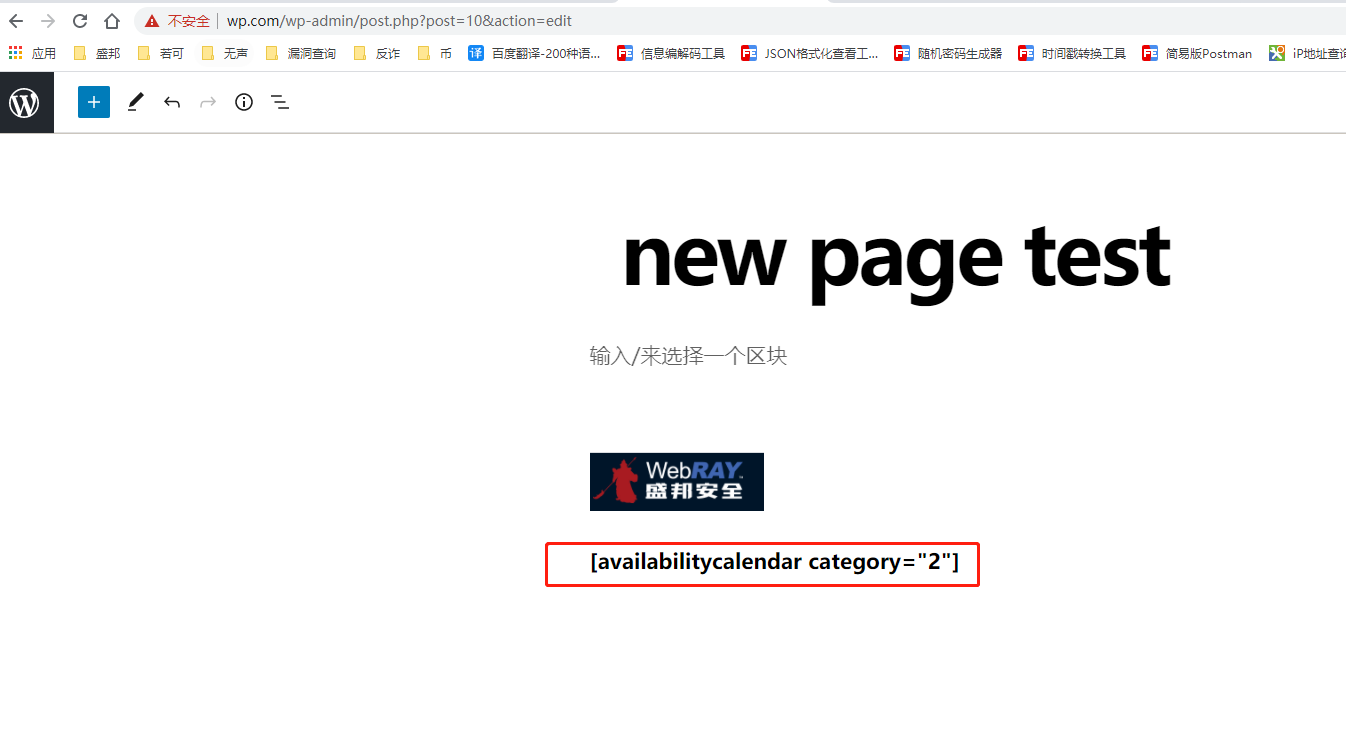 不安全 wp.com/wp-admin/post.php?post=10&action=edit
应用 盛邦 若可 无声 漏洞查询 反诈 币 译 百度翻译-200种语... 信息编解码工具 JSON格式化查看工... 随机密码生成器 时间戳转换工具 简易版Postman iP地址查询
new page test
输入/来选择一个区块
WebRAY
盛邦安全
[availabilitycalendar category="2"]